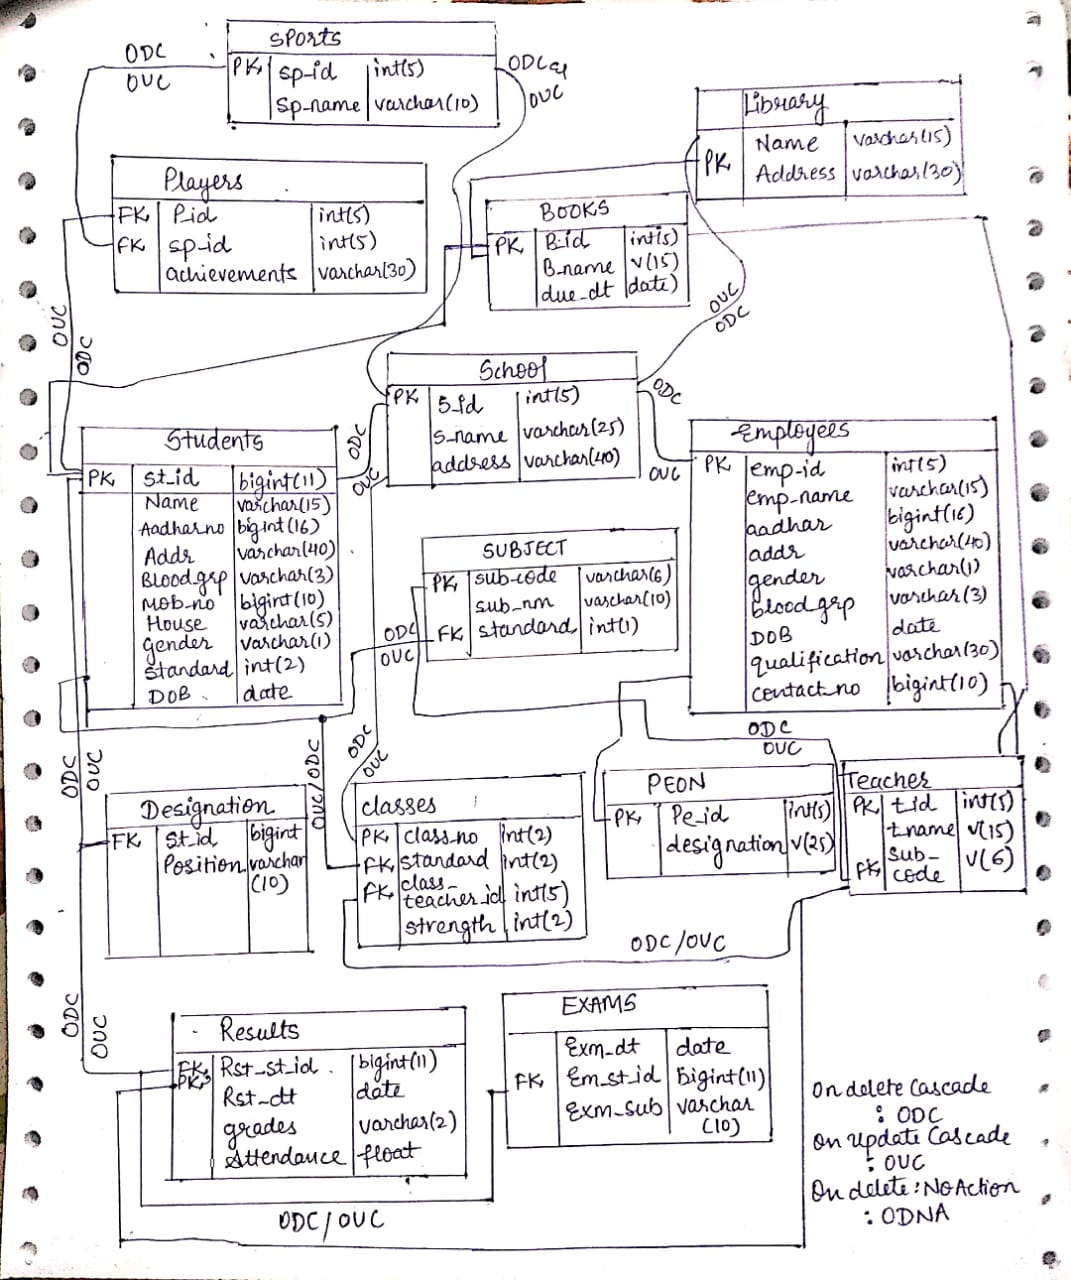 SPORTS
PK sp-id int(5)
sp-name varchar(10)
ODC
OUC
ODC
OUC
Library
PK Name varchar(15)
Address varchar(30)
Players
FK P-id int(5)
FK sp-id int(5)
achievements varchar(30)
BOOKS
PK B-id int(5)
B-name v(15)
due-dt date)
OUC
ODC
OUC
ODC
School
PK S-id int(5)
s-name varchar(25)
address varchar(40)
ODC
OUC
ODC
OUC
Students
PK st-id bigint(11)
Name varchar(15)
Aadhar.no bigint(16)
Addr varchar(40)
Bloodgrp varchar(3)
Mob-no bigint(10)
House varchar(5)
Gender varchar(1)
Standard int(2)
DOB date
Employees
PK emp-id int(5)
emp-name varchar(15)
aadhar bigint(16)
addr varchar(40)
gender varchar(1)
bloodgrp varchar(3)
DOB date
qualification varchar(30)
contact-no bigint(10)
SUBJECT
PK sub-code varchar(6)
sub-nm varchar(10)
FK standard int(1)
ODC
OUC
ODC
OUC
ODC
OUC
OUC/ODC
ODC
OUC
Designation
FK St-id bigint
Position varchar
(10)
classes
PK class-no int(2)
FK standard int(2)
FK class-
teacher-id int(5)
strength int(2)
PEON
PK Pe-id int(5)
designation v(25)
Teacher
PK t-id int(5)
t-name v(15)
FK Sub-
code v(6)
ODC/OUC
ODC
OUC
Results
FK Rst-st-id bigint(11)
PK
Rst-dt date
grades varchar(2)
Attendance float
EXAMS
Exm-dt date
FK Em-st-id bigint(11)
Exm-sub varchar
(10)
ODC/OUC
On delete Cascade
: ODC
On update Cascade
: OUC
On delete: No Action
: ODNA